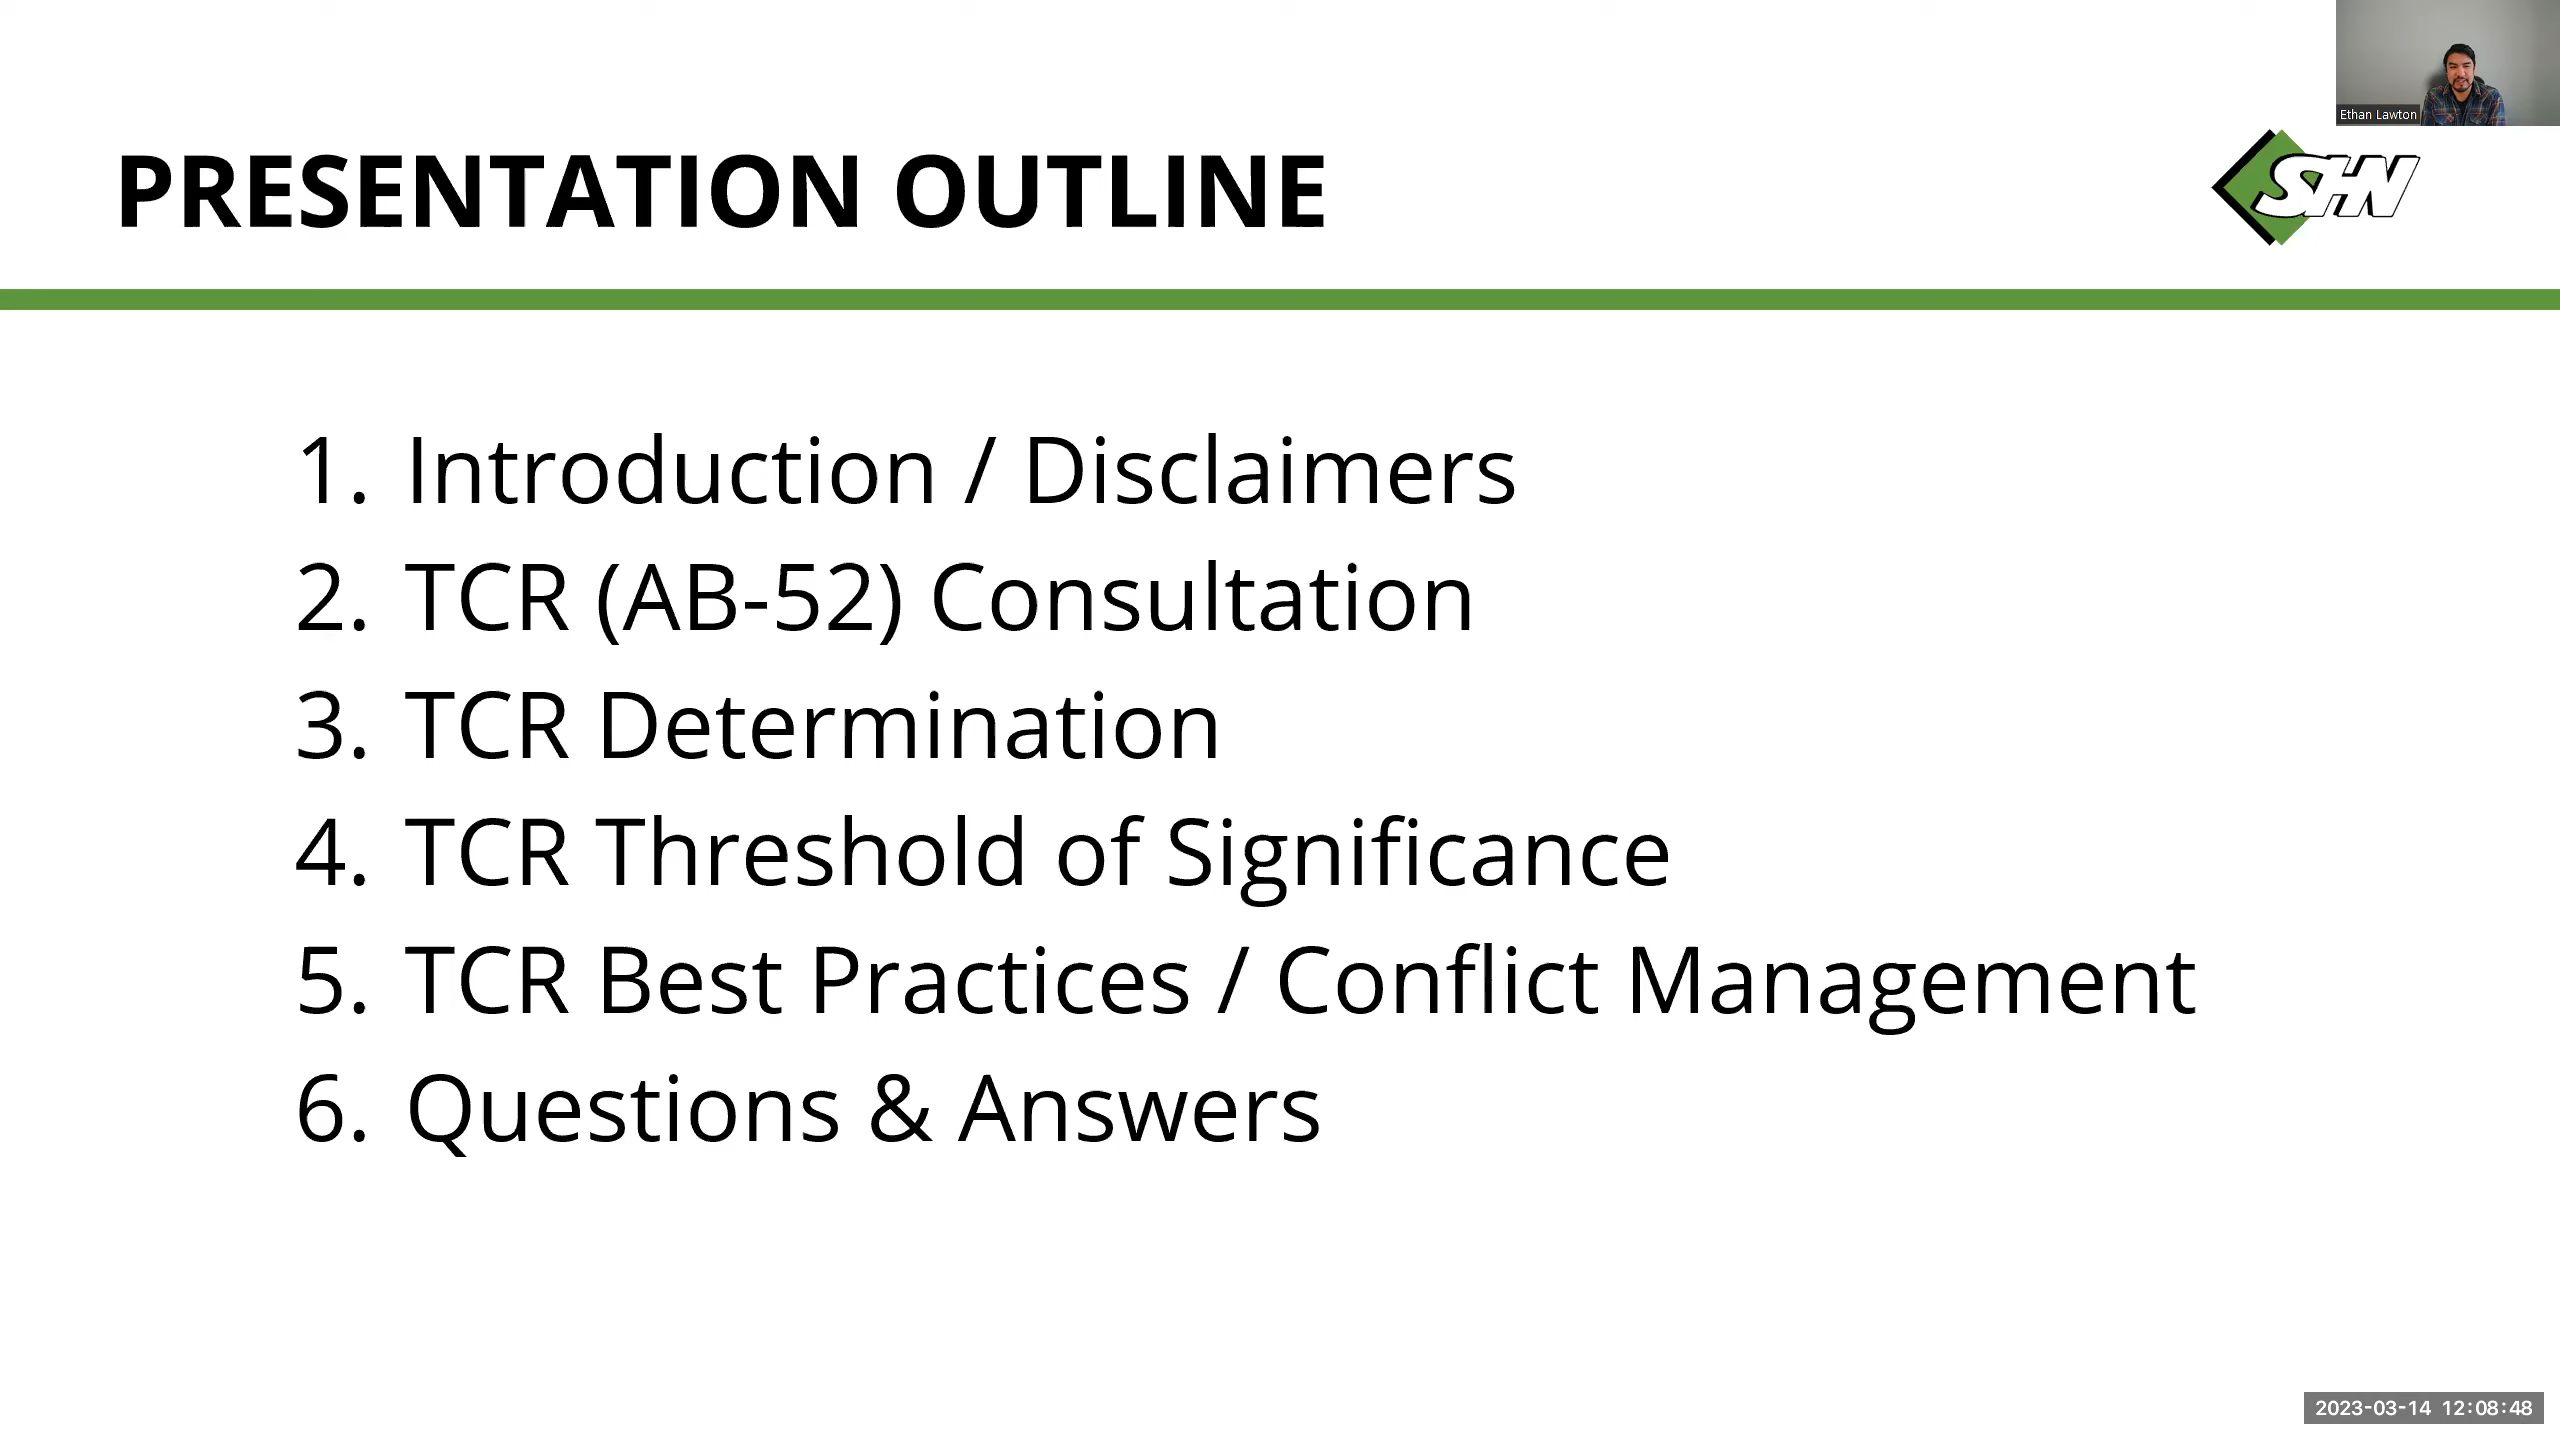 Ethan Lawton
PRESENTATION OUTLINE
SHN
1. Introduction / Disclaimers
2. TCR (AB-52) Consultation
3. TCR Determination
4. TCR Threshold of Significance
5. TCR Best Practices / Conflict Management
6. Questions & Answers
2023-03-14 12:08:48